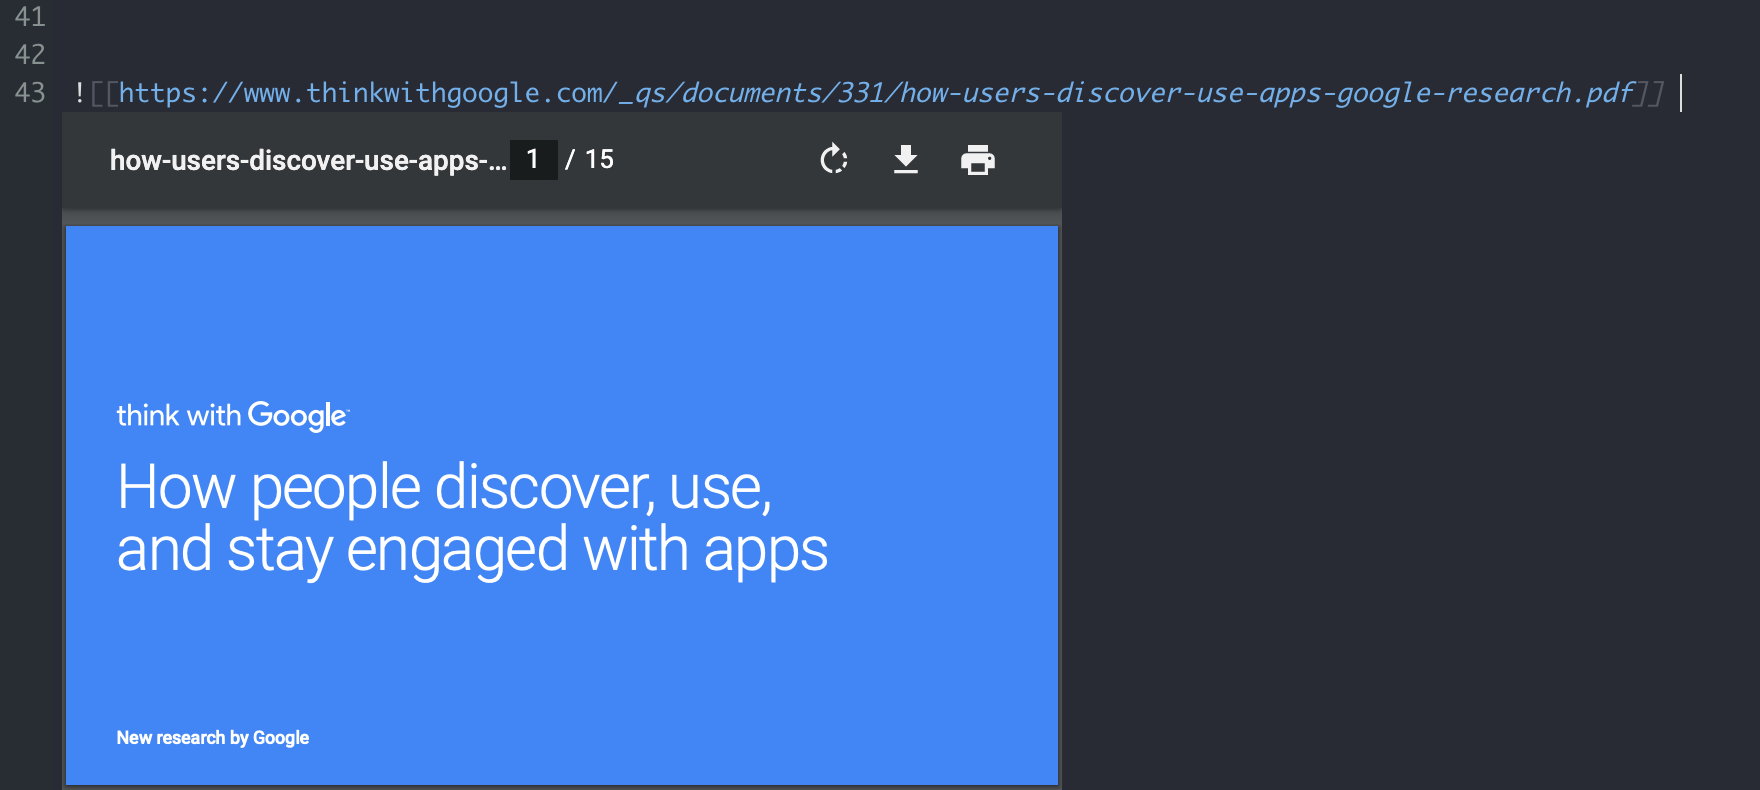 41
42
43 ![[https://www.thinkwithgoogle.com/_qs/documents/331/how-users-discover-use-apps-google-research.pdf]]
how-users-discover-use-apps-... 1 / 15
think with Google™
How people discover, use,
and stay engaged with apps
New research by Google